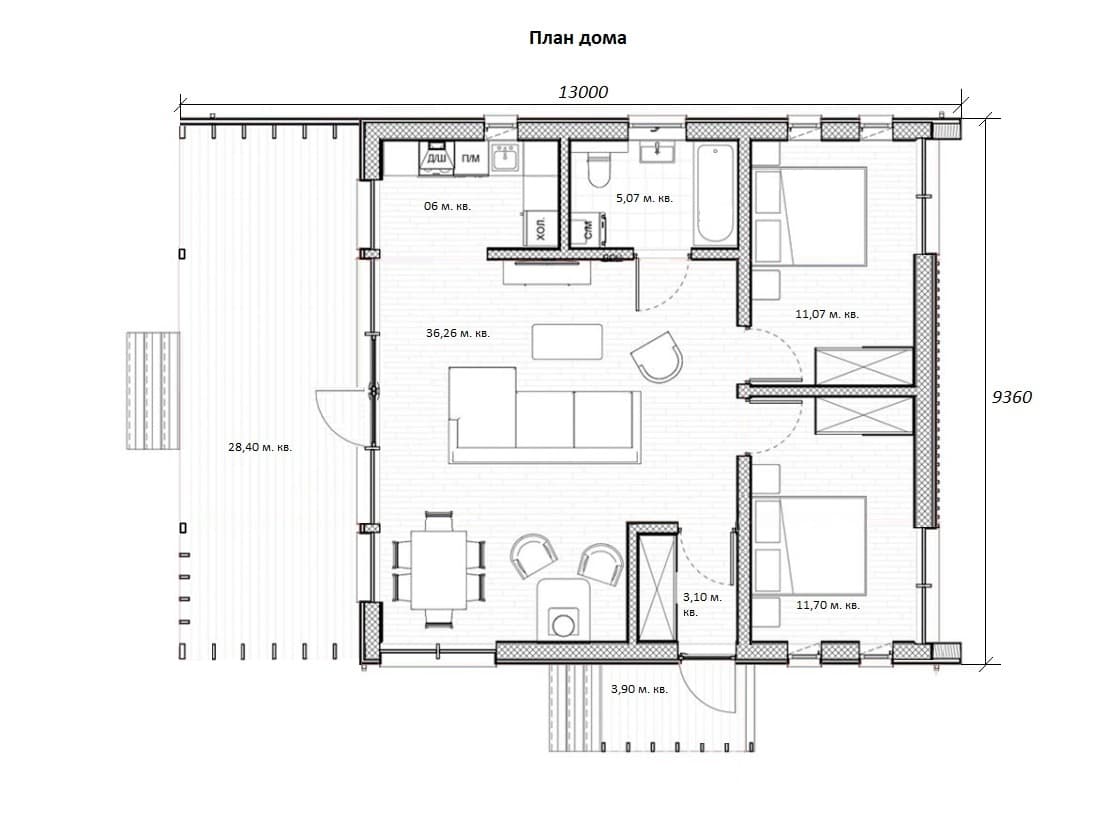 План дома
13000
Д/Ш
П/М
06 м. кв.
ХОЛ.
С/М
5,07 м. кв.
11,07 м. кв.
36,26 м. кв.
9360
28,40 м. кв.
3,10 м.
кв.
11,70 м. кв.
3,90 м. кв.